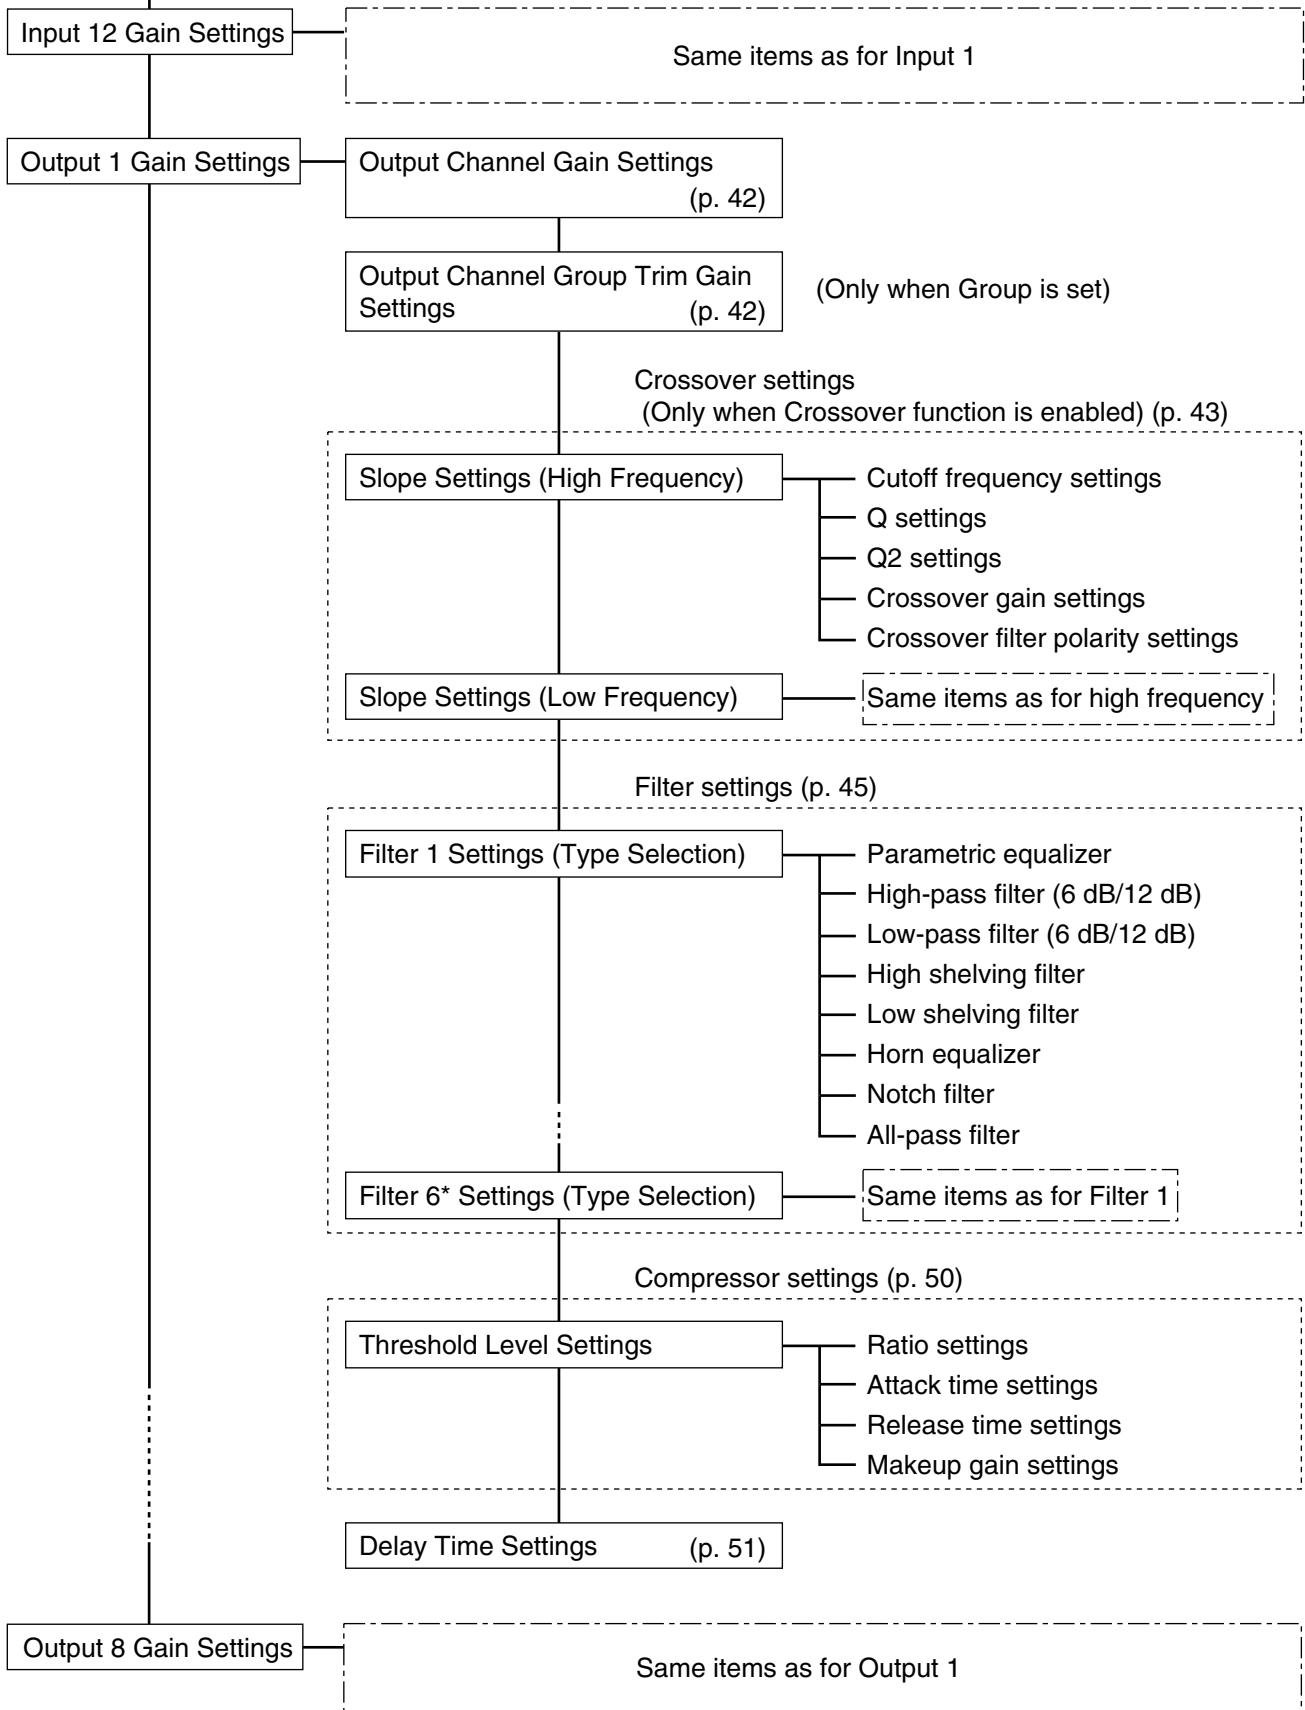 Input 12 Gain Settings
Same items as for Input 1
Output 1 Gain Settings
Output Channel Gain Settings
(p. 42)
Output Channel Group Trim Gain
Settings (p. 42)
(Only when Group is set)
Crossover settings
(Only when Crossover function is enabled) (p. 43)
Slope Settings (High Frequency)
Cutoff frequency settings
Q settings
Q2 settings
Crossover gain settings
Crossover filter polarity settings
Slope Settings (Low Frequency)
Same items as for high frequency
Filter settings (p. 45)
Filter 1 Settings (Type Selection)
Parametric equalizer
High-pass filter (6 dB/12 dB)
Low-pass filter (6 dB/12 dB)
High shelving filter
Low shelving filter
Horn equalizer
Notch filter
All-pass filter
Filter 6* Settings (Type Selection)
Same items as for Filter 1
Compressor settings (p. 50)
Threshold Level Settings
Ratio settings
Attack time settings
Release time settings
Makeup gain settings
Delay Time Settings (p. 51)
Output 8 Gain Settings
Same items as for Output 1